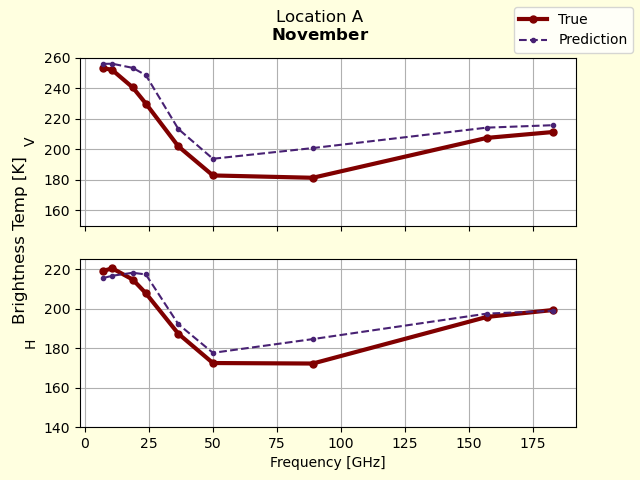 Location A
November
True
Prediction
Brightness Temp [K]
V
260
240
220
200
180
160
H
220
200
180
160
140
0 25 50 75 100 125 150 175
Frequency [GHz]